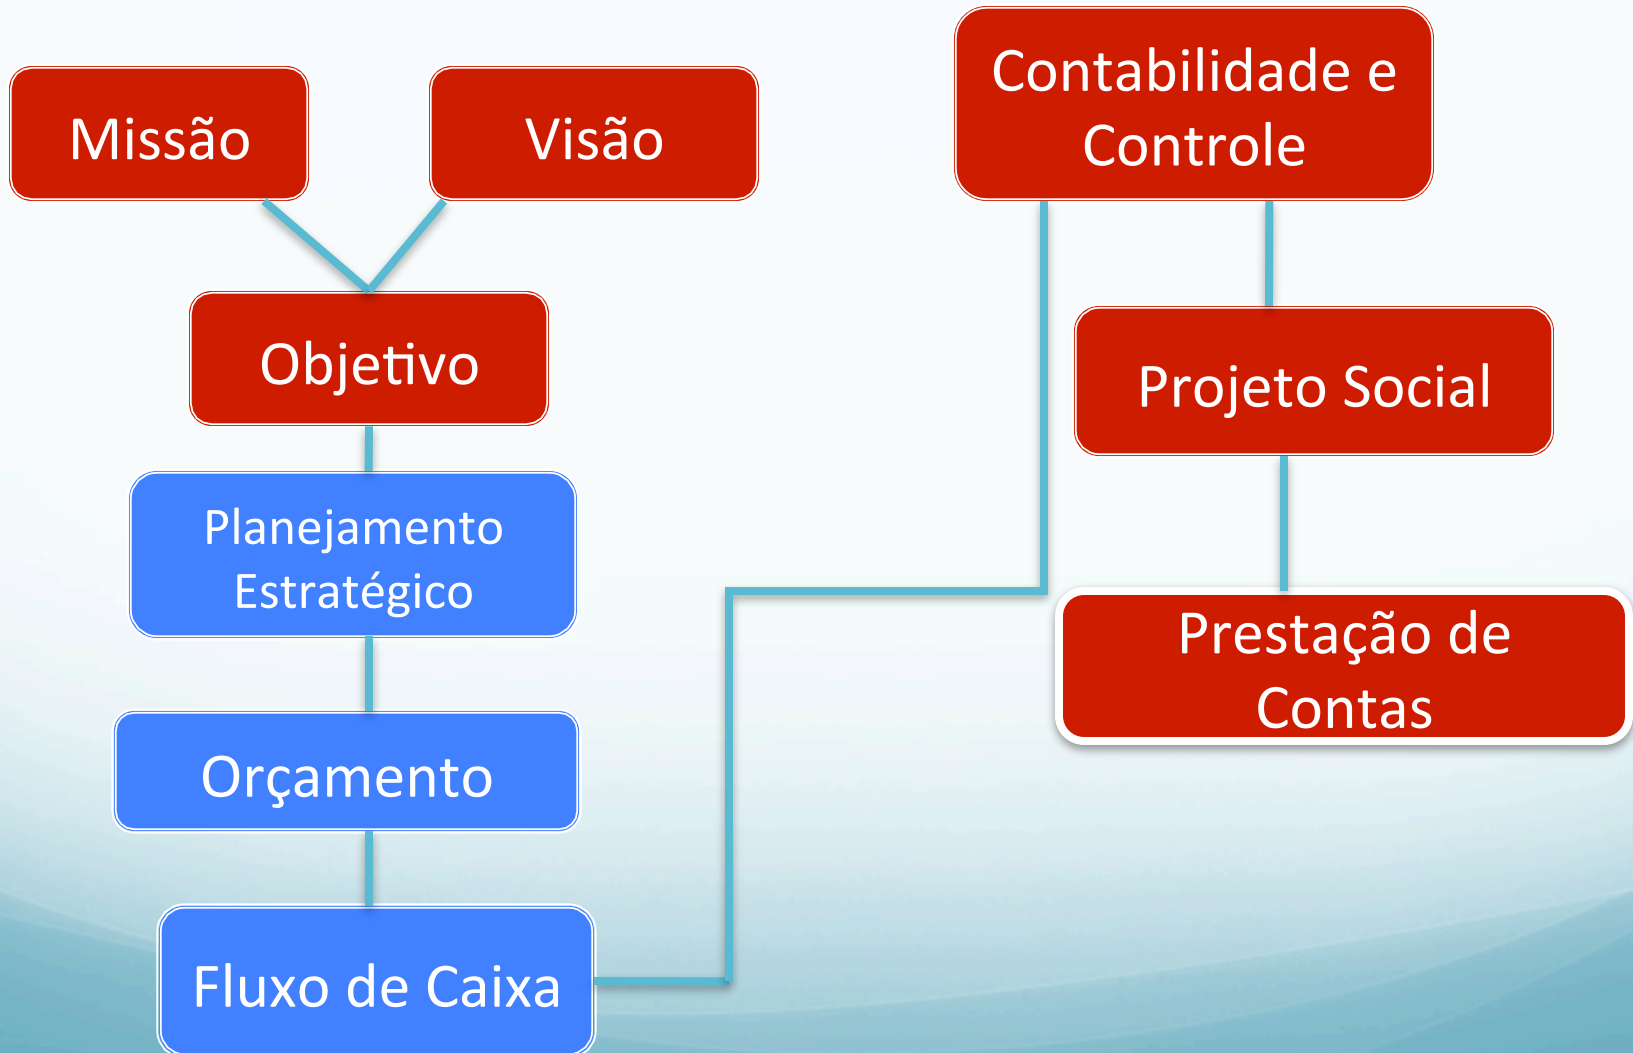 Missão
Visão
Objetivo
Planejamento
Estratégico
Orçamento
Fluxo de Caixa
Contabilidade e
Controle
Projeto Social
Prestação de
Contas